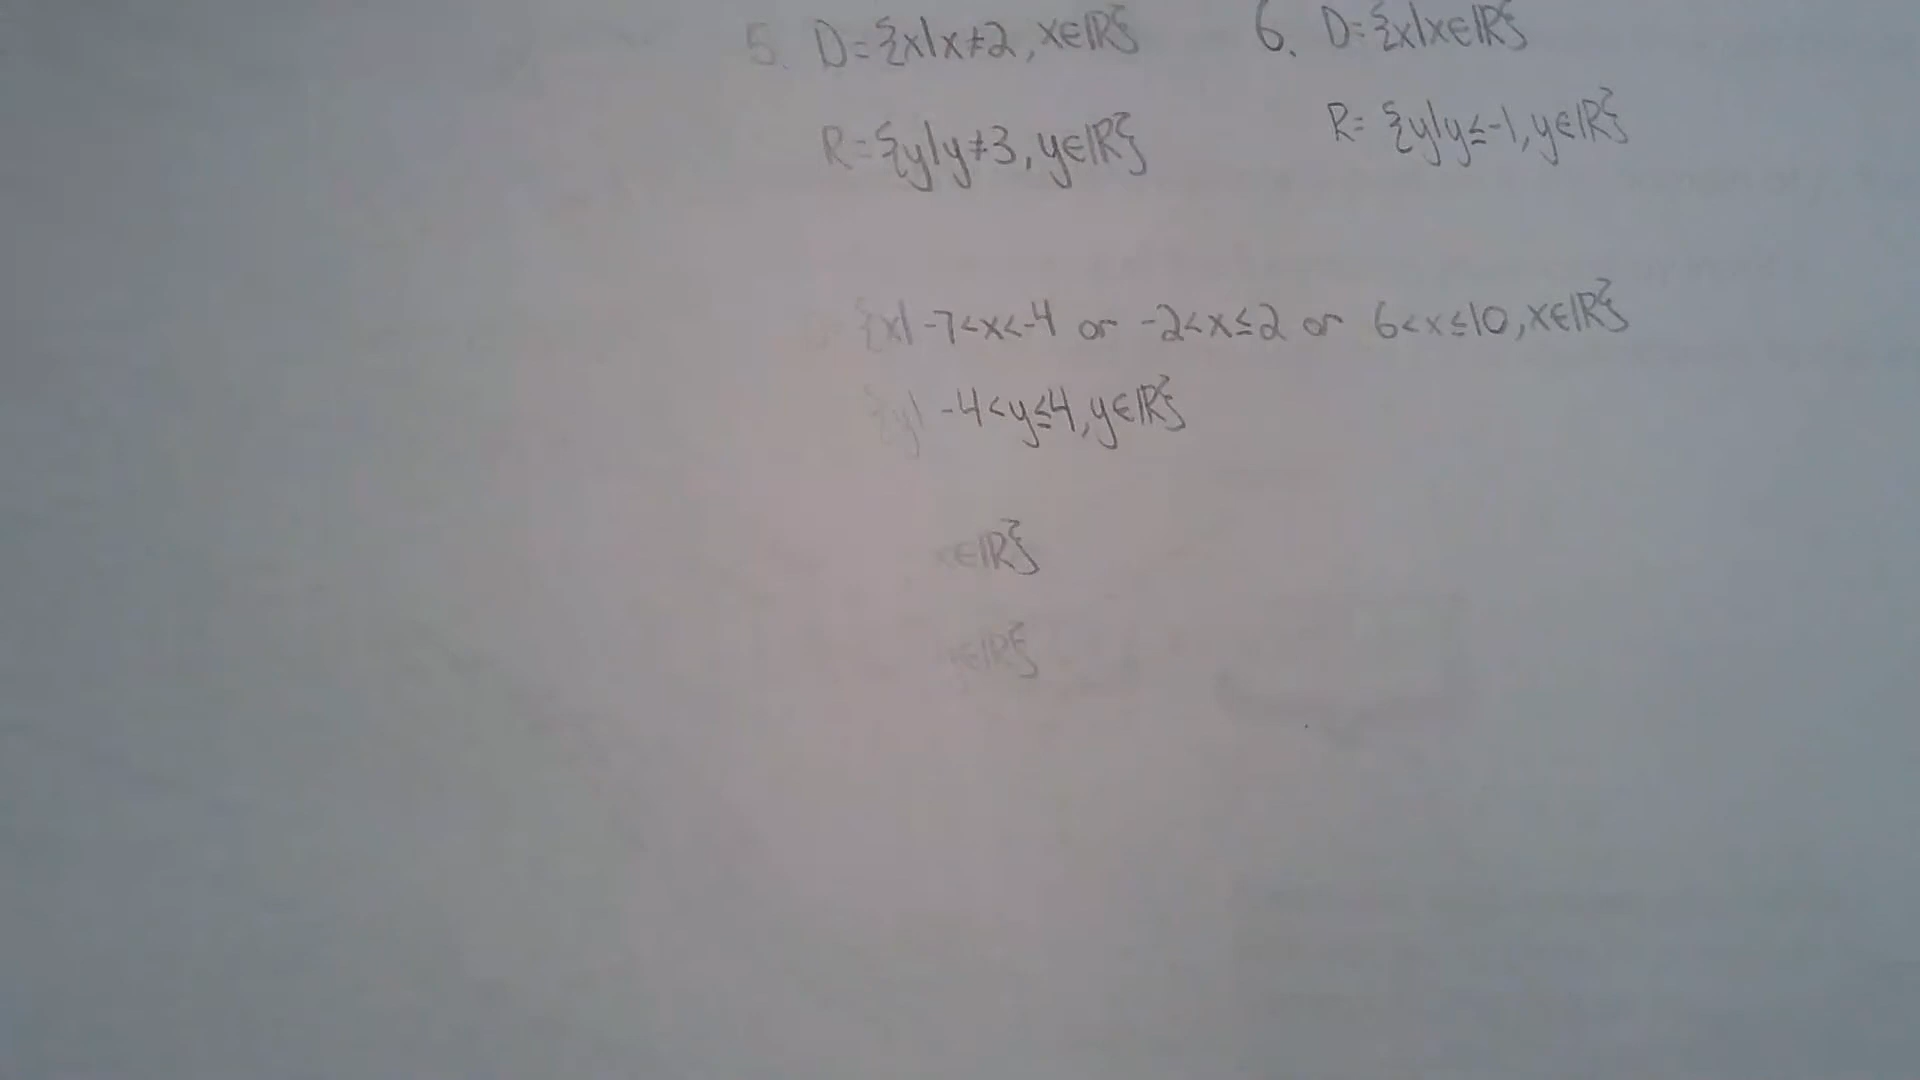 5. D={x|x≠2, x∈ℝ} 6. D={x|x∈ℝ}
R={y|y≠3, y∈ℝ} R= {y|y≤-1, y∈ℝ}
{x| -7<x<-4 or -2<x≤2 or 6<x≤10, x∈ℝ}
{y| -4<y≤4, y∈ℝ}
x∈ℝ}
y∈ℝ}